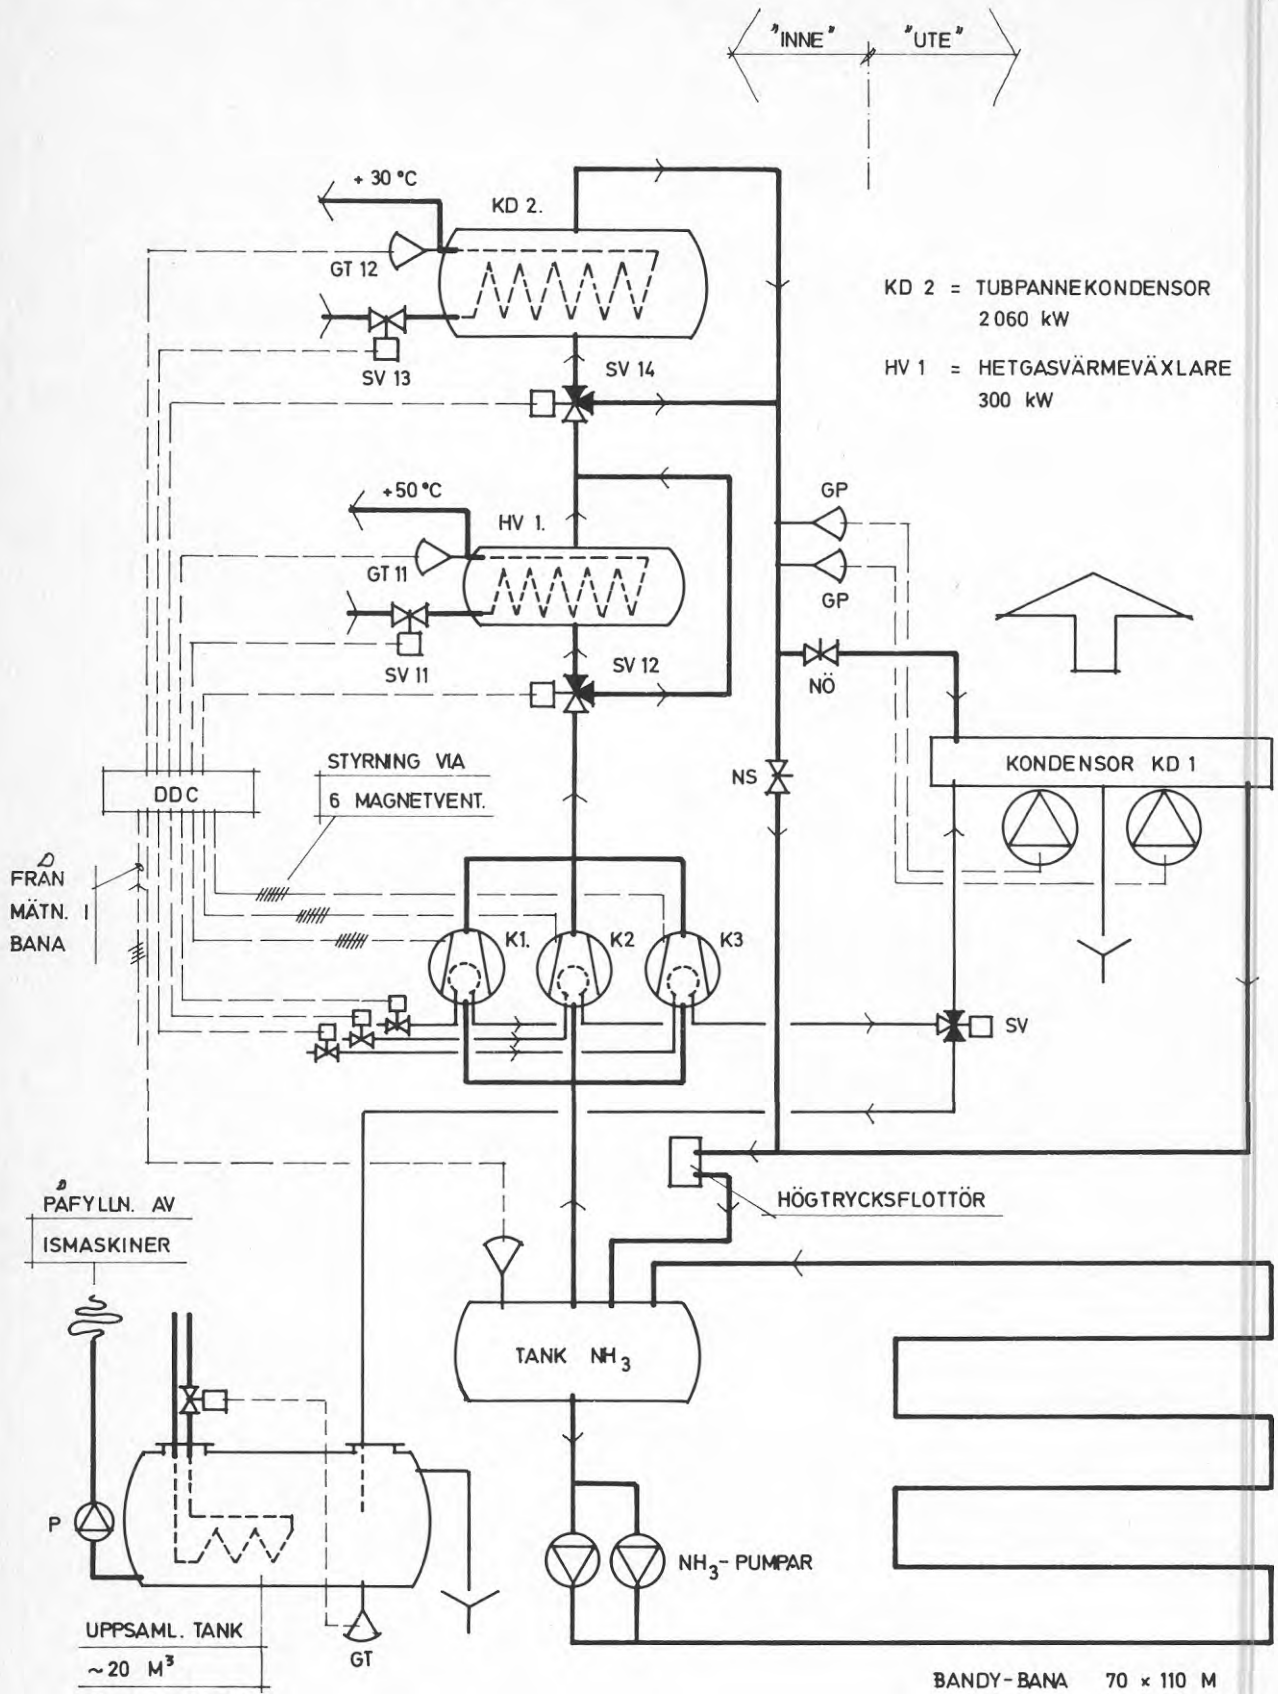 "INNE" "UTE"
+ 30 °C
KD 2.
GT 12
KD 2 = TUBPANNEKONDENSOR
2 060 kW
SV 13
SV 14
HV 1 = HETGASVÄRMEVÄXLARE
300 kW
+50 °C
HV 1.
GP
GT 11
GP
SV 11
SV 12
NÖ
STYRNING VIA
6 MAGNETVENT.
NS
KONDENSOR KD 1
DDC
FRÅN
MÄTN. I
BANA
K1.
K2
K3
SV
PÅFYLLN. AV
ISMASKINER
HÖGTRYCKSFLOTTÖR
TANK NH3
P
NH3- PUMPAR
UPPSAML. TANK
~20 M³
GT
BANDY-BANA 70 x 110 M